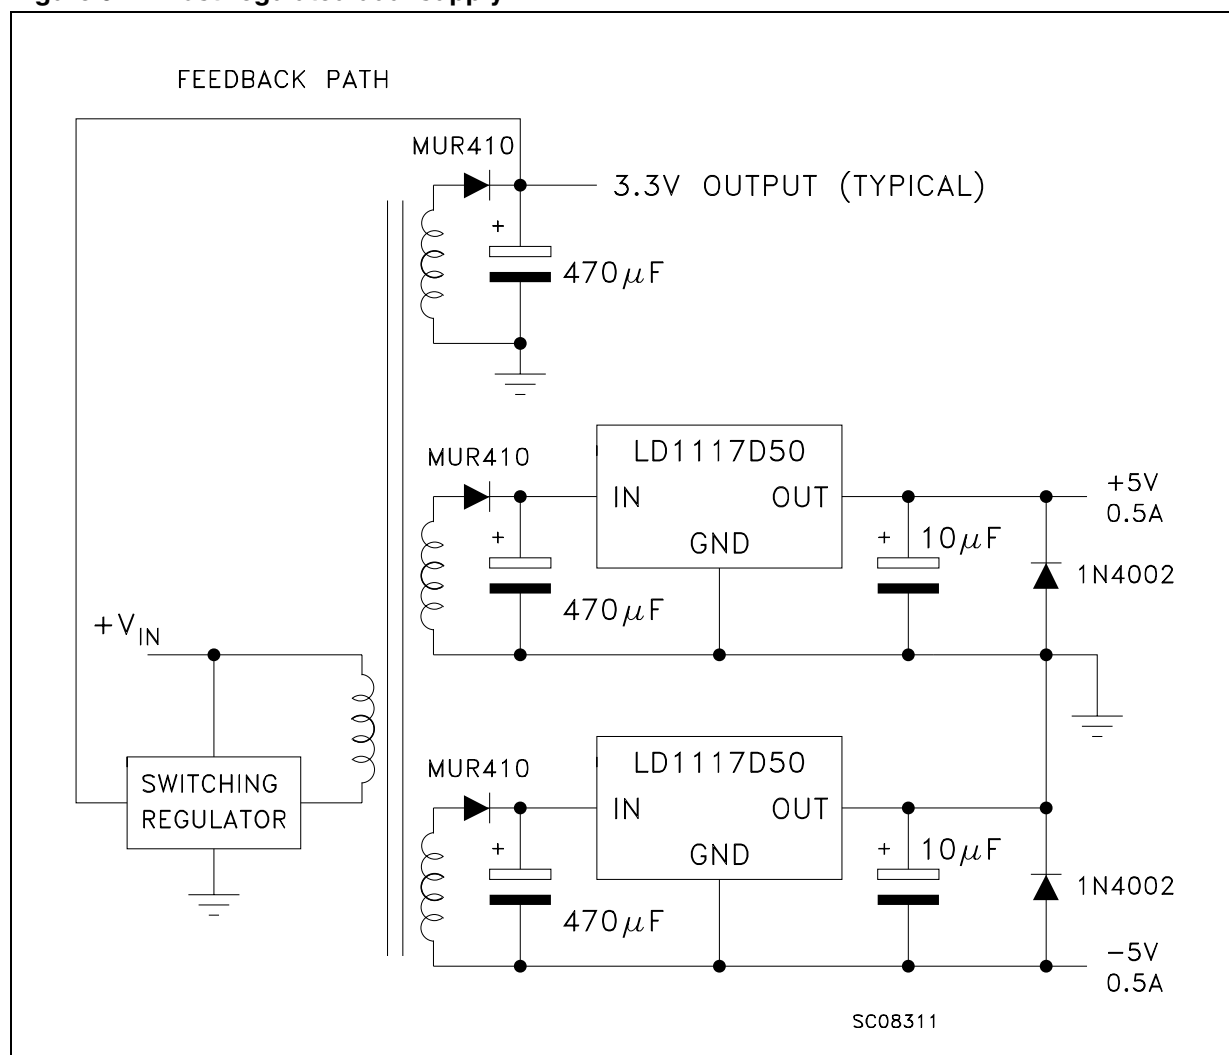 FEEDBACK PATH
MUR410
3.3V OUTPUT (TYPICAL)
+
470μF
LD1117D50
MUR410
IN
OUT
GND
+5V
0.5A
+
470μF
+
10μF
1N4002
+VIN
SWITCHING
REGULATOR
LD1117D50
MUR410
IN
OUT
GND
+
470μF
+
10μF
1N4002
-5V
0.5A
SC08311